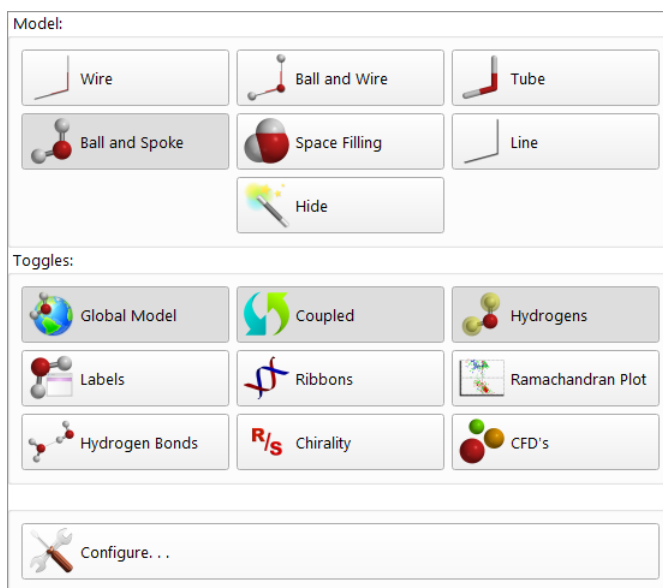 Model:
Wire
Ball and Wire
Tube
Ball and Spoke
Space Filling
Line
Hide
Toggles:
Global Model
Coupled
Hydrogens
Labels
Ribbons
Ramachandran Plot
Hydrogen Bonds
R/S
Chirality
CFD's
Configure. . .